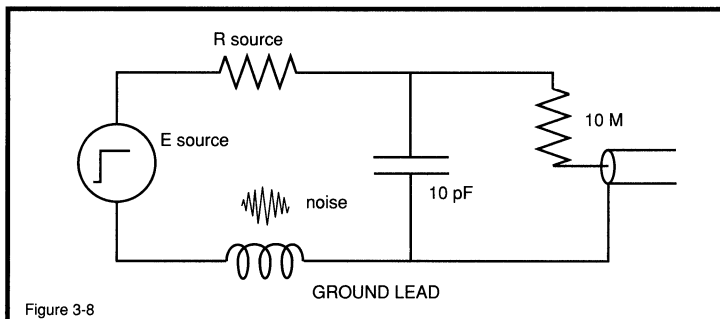 R source
E source
10 M
10 pF
noise
GROUND LEAD
Figure 3-8